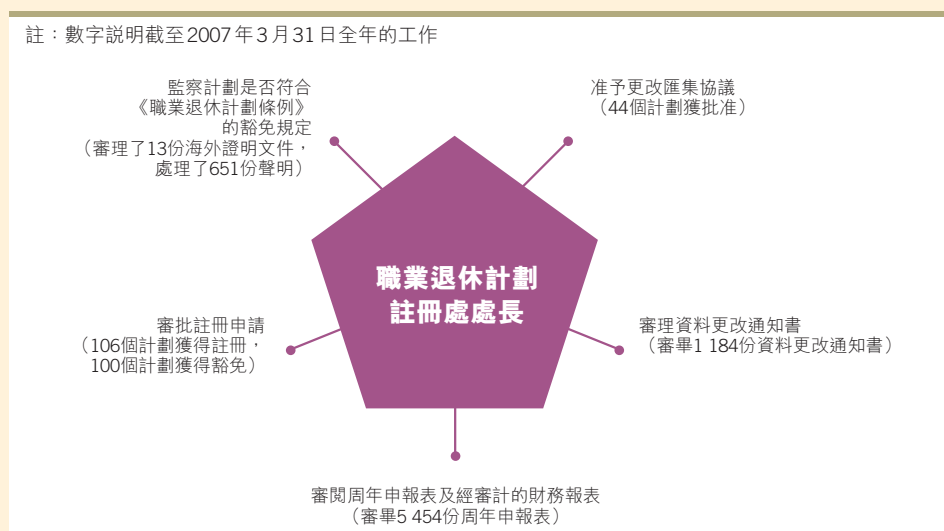 註：數字說明截至2007年3月31日全年的工作
監察計劃是否符合
《職業退休計劃條例》
的豁免規定
（審理了13份海外證明文件，
處理了651份聲明）
准予更改匯集協議
（44個計劃獲批准）
職業退休計劃
註冊處處長
審批註冊申請
（106個計劃獲得註冊，
100個計劃獲得豁免）
審理資料更改通知書
（審畢1 184份資料更改通知書）
審閱周年申報表及經審計的財務報表
（審畢5 454份周年申報表）